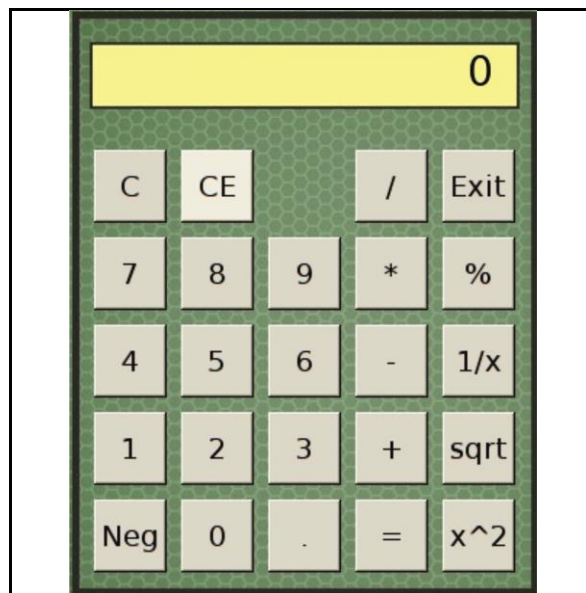 0
C CE / Exit
7 8 9 * %
4 5 6 - 1/x
1 2 3 + sqrt
Neg 0 . = x^2